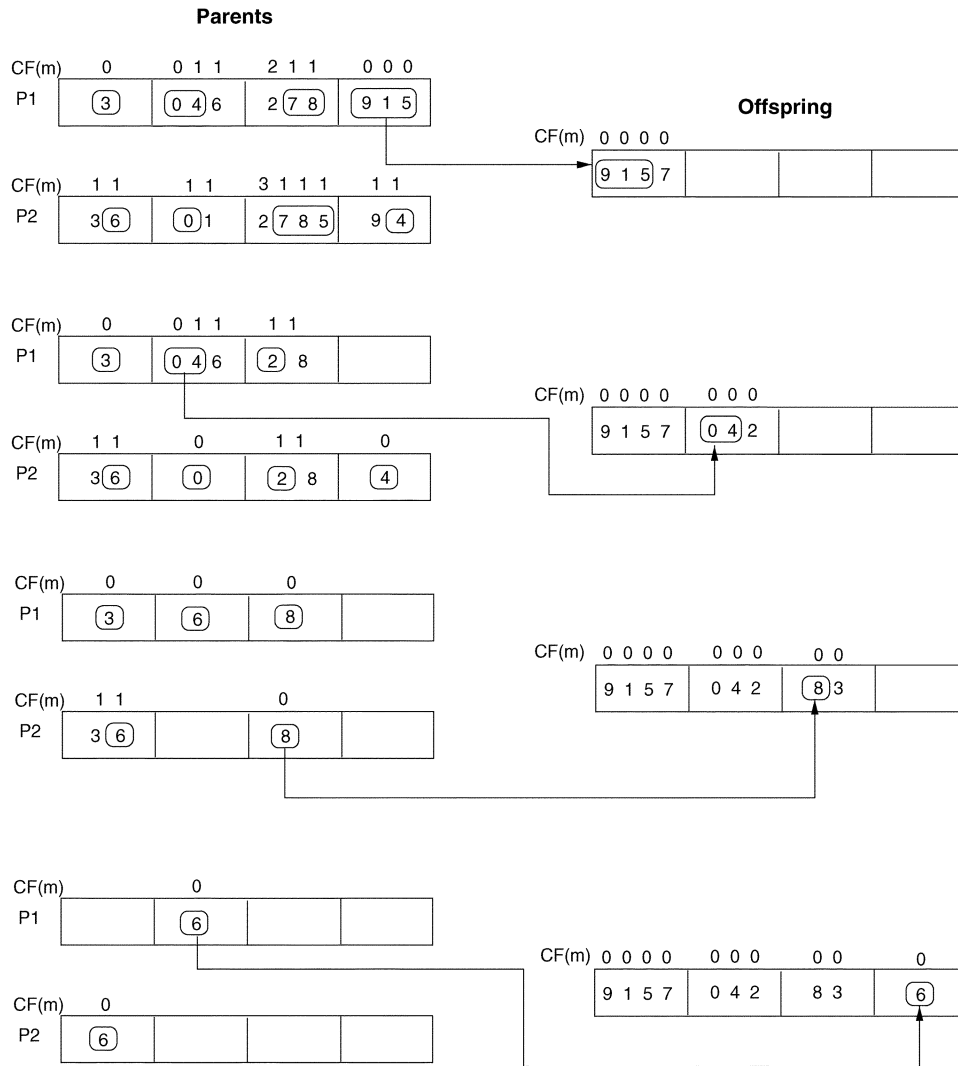 Parents
CF(m) 0 0 1 1 2 1 1 0 0 0
P1 3 0 4 6 2 7 8 9 1 5
Offspring
CF(m) 0 0 0 0
9 1 5 7
CF(m) 1 1 1 1 3 1 1 1 1 1
P2 3 6 0 1 2 7 8 5 9 4
CF(m) 0 0 1 1 1 1
P1 3 0 4 6 2 8
CF(m) 0 0 0 0 0 0 0
9 1 5 7 0 4 2
CF(m) 1 1 0 1 1 0
P2 3 6 0 2 8 4
CF(m) 0 0 0
P1 3 6 8
CF(m) 0 0 0 0 0 0 0 0 0
9 1 5 7 0 4 2 8 3
CF(m) 1 1 0
P2 3 6 8
CF(m) 0
P1 6
CF(m) 0 0 0 0 0 0 0 0 0 0
9 1 5 7 0 4 2 8 3 6
CF(m) 0
P2 6